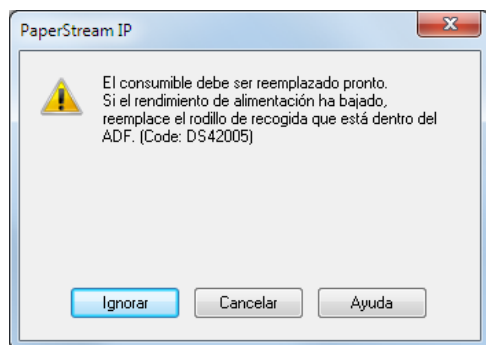 PaperStream IP
El consumible debe ser reemplazado pronto.
Si el rendimiento de alimentación ha bajado,
reemplace el rodillo de recogida que está dentro del
ADF. (Code: DS42005)
Ignorar
Cancelar
Ayuda